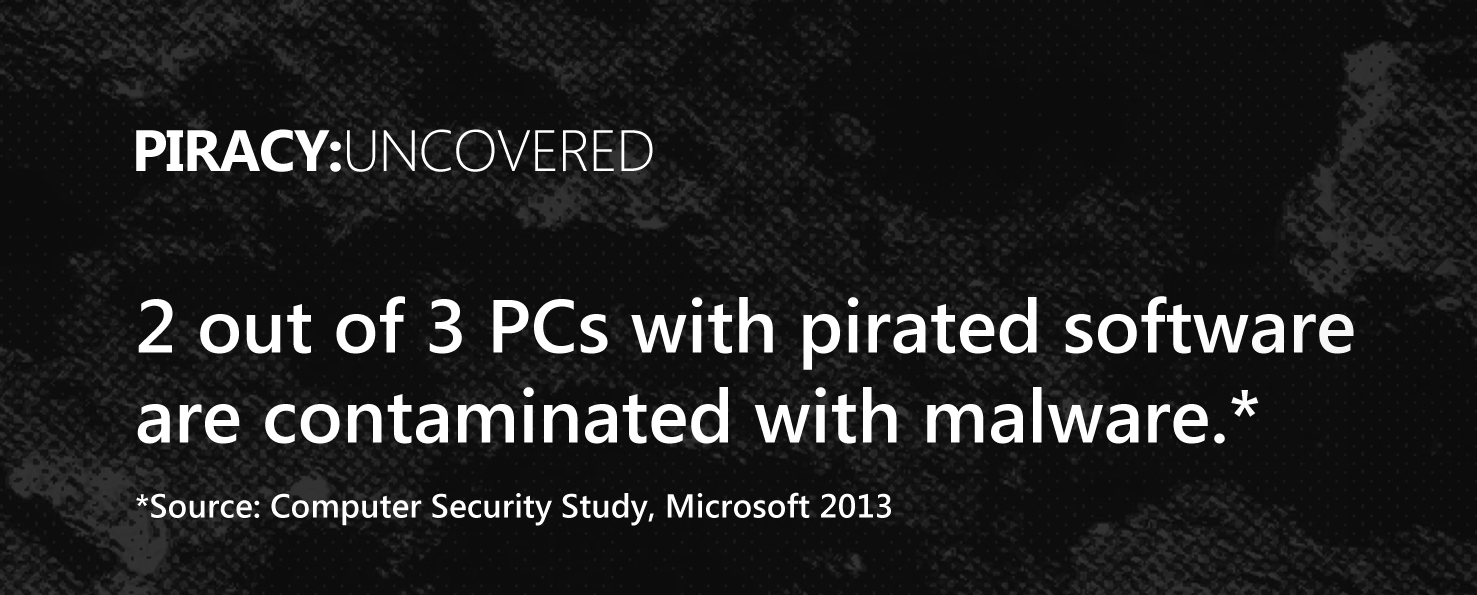 PIRACY:UNCOVERED
2 out of 3 PCs with pirated software
are contaminated with malware.*
*Source: Computer Security Study, Microsoft 2013